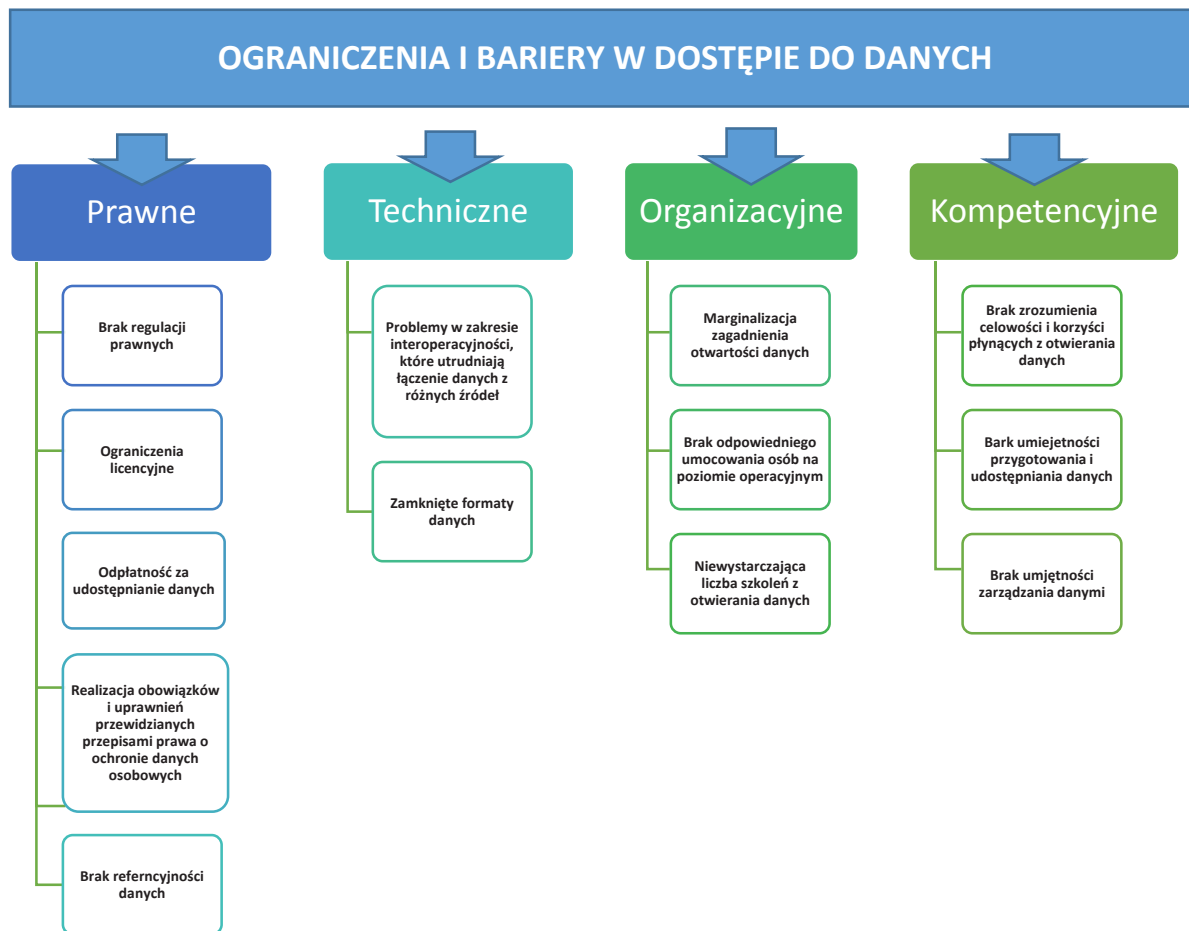 OGRANICZENIA I BARIERY W DOSTĘPIE DO DANYCH
Prawne
Brak regulacji
prawnych
Ograniczenia
licencyjne
Odpłatność za
udostępnianie danych
Realizacja obowiązków
i uprawnień
przewidzianych
przepisami prawa o
ochronie danych
osobowych
Brak referncyjności
danych
Techniczne
Problemy w zakresie
interoperacyjności,
które utrudniają
łączenie danych z
różnych źródeł
Zamknięte formaty
danych
Organizacyjne
Marginalizacja
zagadnienia
otwartości danych
Brak odpowiedniego
umocowania osób na
poziomie operacyjnym
Niewystarczająca
liczba szkoleń z
otwierania danych
Kompetencyjne
Brak zrozumienia
celowości i korzyści
płynących z otwierania
danych
Bark umiejetności
przygotowania i
udostępniania danych
Brak umjętności
zarządzania danymi